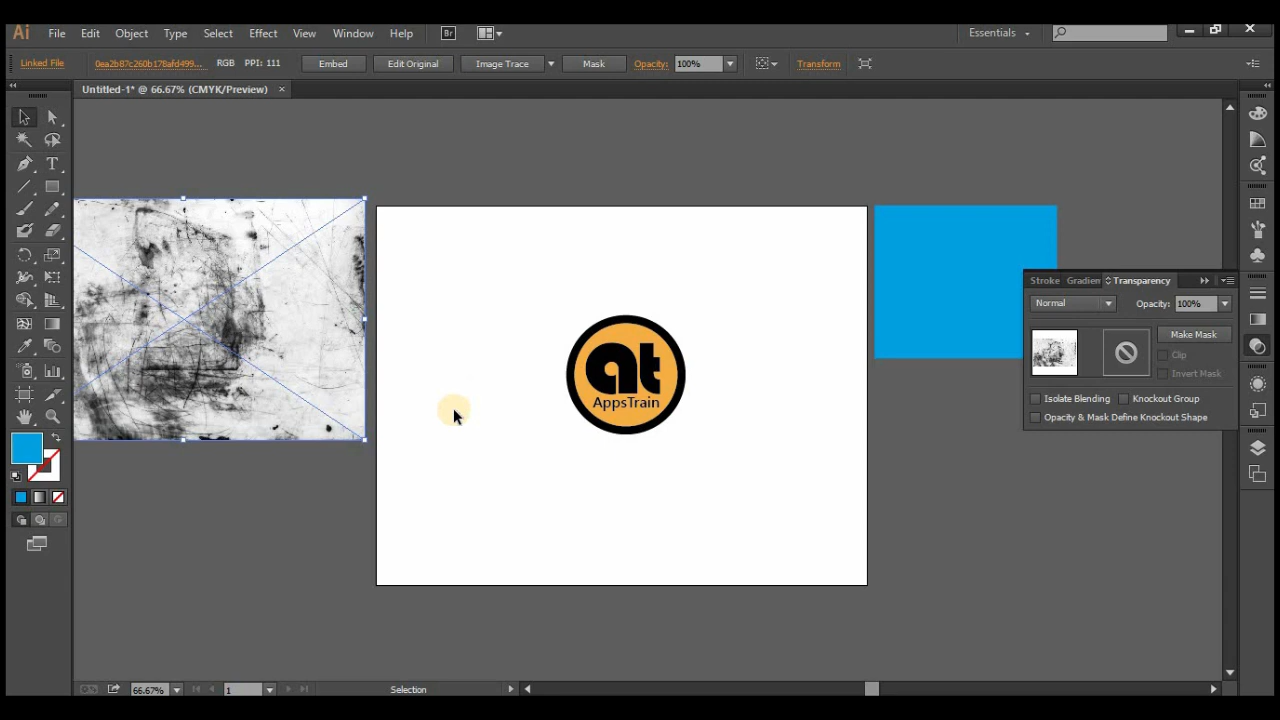 Ai File Edit Object Type Select Effect View Window Help Br Essentials
Linked File 0ea2b87c260b178afd499... RGB PPI: 111 Embed Edit Original Image Trace Mask Opacity: 100% Transform
Untitled-1* @ 66.67% (CMYK/Preview) ×
Stroke Gradien Transparency
Normal Opacity: 100%
Make Mask
Clip
Invert Mask
Isolate Blending Knockout Group
Opacity & Mask Define Knockout Shape
at
AppsTrain
66.67% 1 Selection